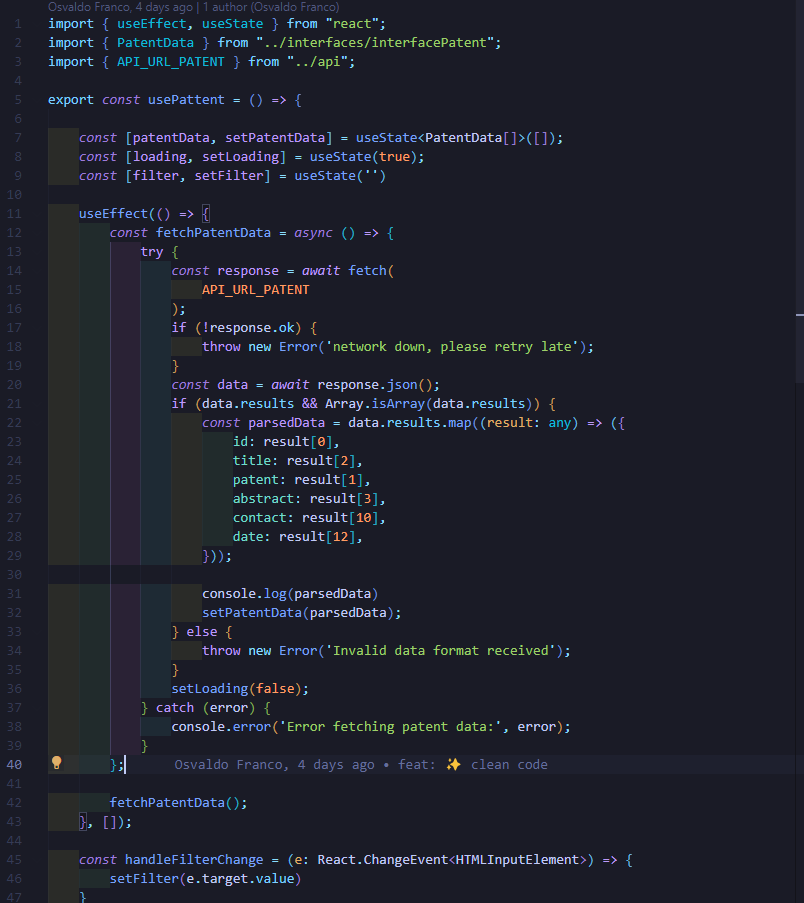 Osvaldo Franco, 4 days ago | 1 author (Osvaldo Franco)
1 import { useEffect, useState } from "react";
2 import { PatentData } from "../interfaces/interfacePatent";
3 import { API_URL_PATENT } from "../api";
4
5 export const usePattent = () => {
6
7     const [patentData, setPatentData] = useState<PatentData[]>([]);
8     const [loading, setLoading] = useState(true);
9     const [filter, setFilter] = useState('')
10
11     useEffect(() => {
12         const fetchPatentData = async () => {
13             try {
14                 const response = await fetch(
15                     API_URL_PATENT
16                 );
17                 if (!response.ok) {
18                     throw new Error('network down, please retry late');
19                 }
20                 const data = await response.json();
21                 if (data.results && Array.isArray(data.results)) {
22                     const parsedData = data.results.map((result: any) => ({
23                         id: result[0],
24                         title: result[2],
25                         patent: result[1],
26                         abstract: result[3],
27                         contact: result[10],
28                         date: result[12],
29                     }));
30
31                     console.log(parsedData)
32                     setPatentData(parsedData);
33                 } else {
34                     throw new Error('Invalid data format received');
35                 }
36                 setLoading(false);
37             } catch (error) {
38                 console.error('Error fetching patent data:', error);
39             }
40         };     Osvaldo Franco, 4 days ago • feat: ✨ clean code
41
42         fetchPatentData();
43     }, []);
44
45     const handleFilterChange = (e: React.ChangeEvent<HTMLInputElement>) => {
46         setFilter(e.target.value)
47     }